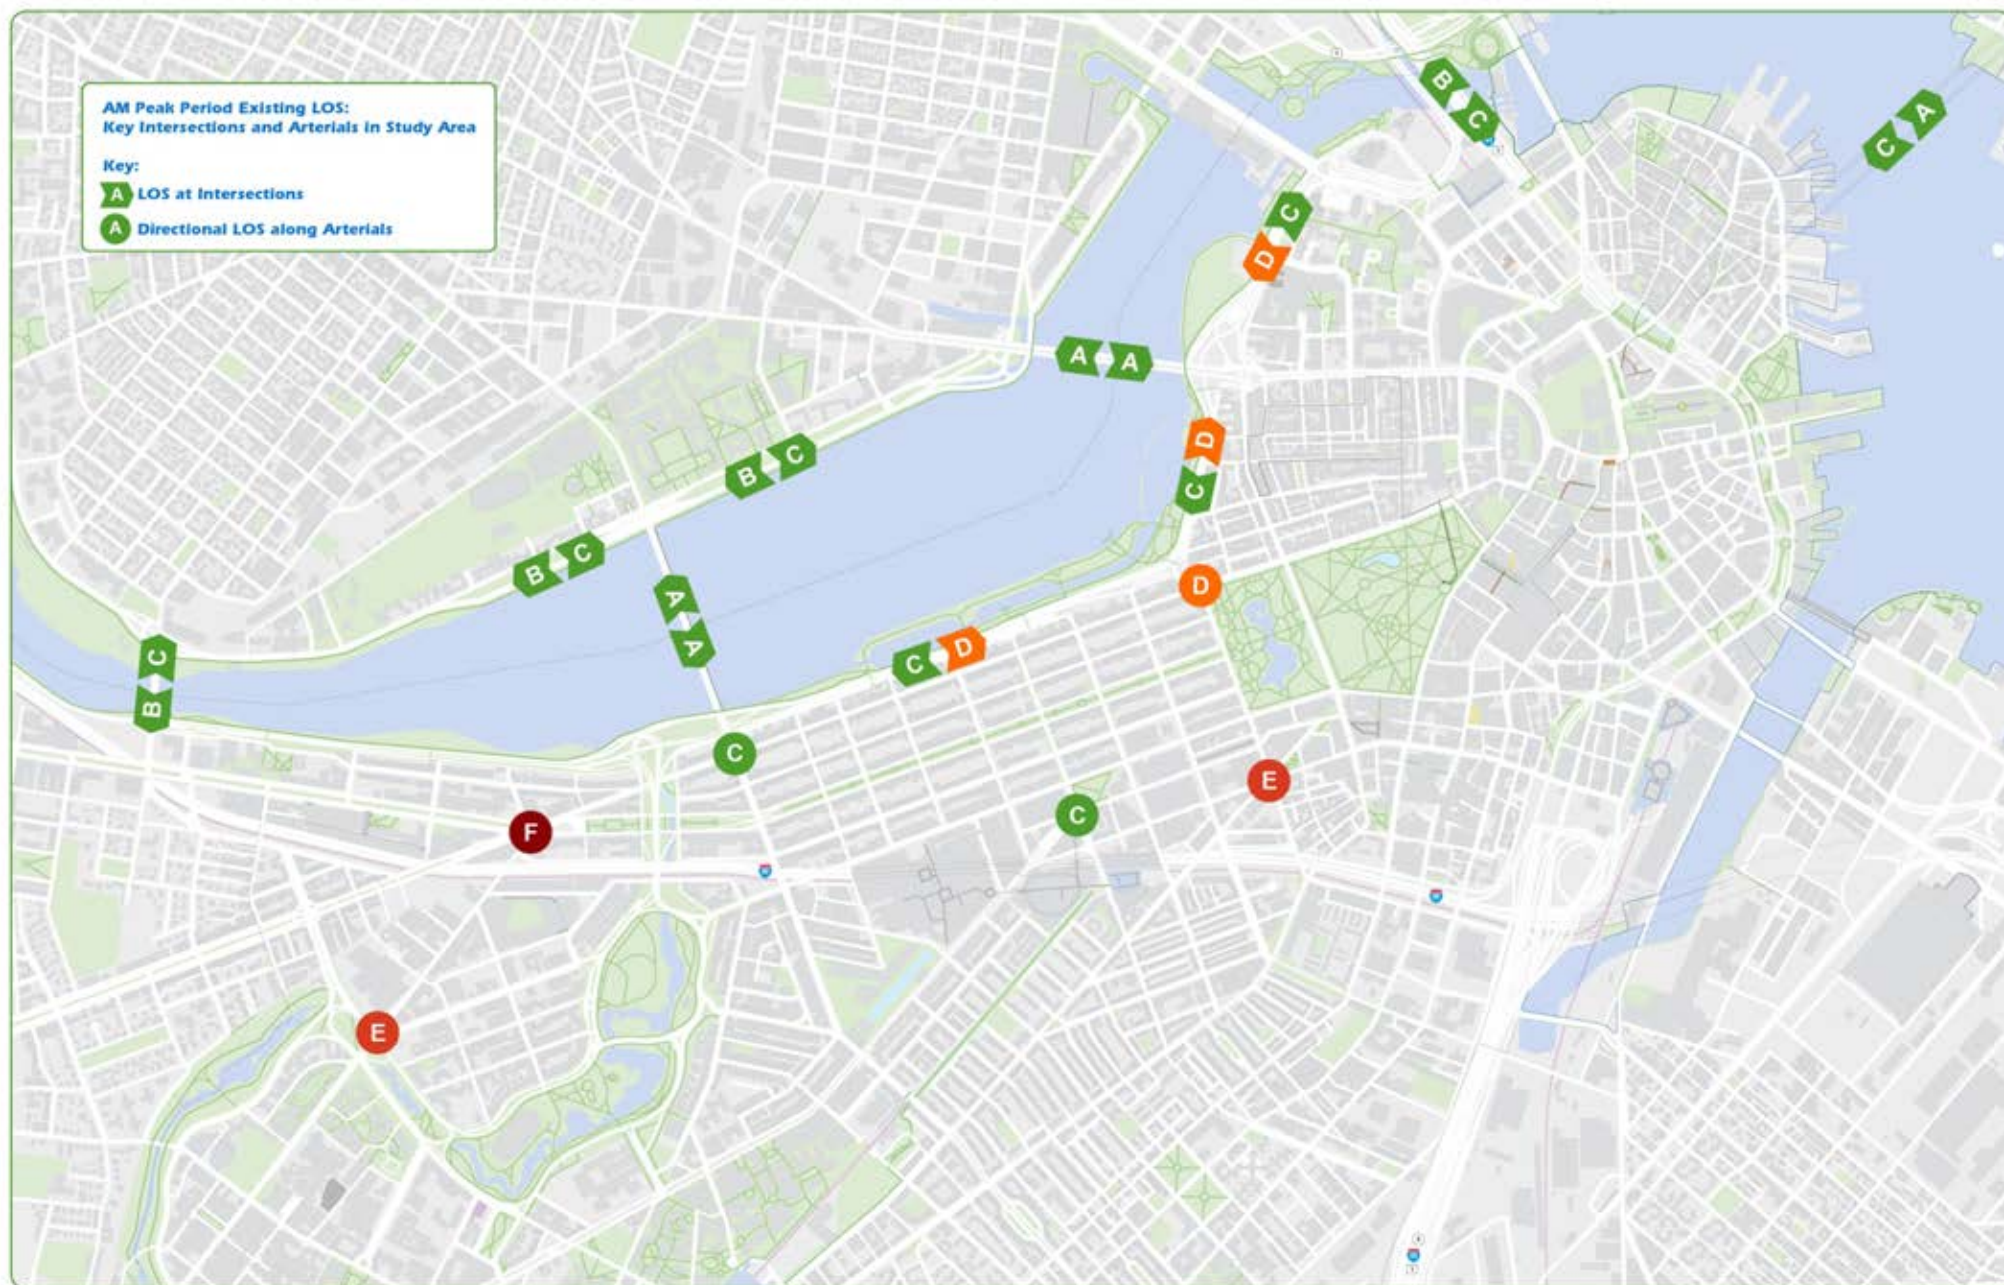 AM Peak Period Existing LOS:
Key Intersections and Arterials in Study Area
Key:
A LOS at Intersections
A Directional LOS along Arterials
B C
C A
C
D
A A
D
C
B C
B C
A
A
D
C D
C
B
C
E
C
F
E